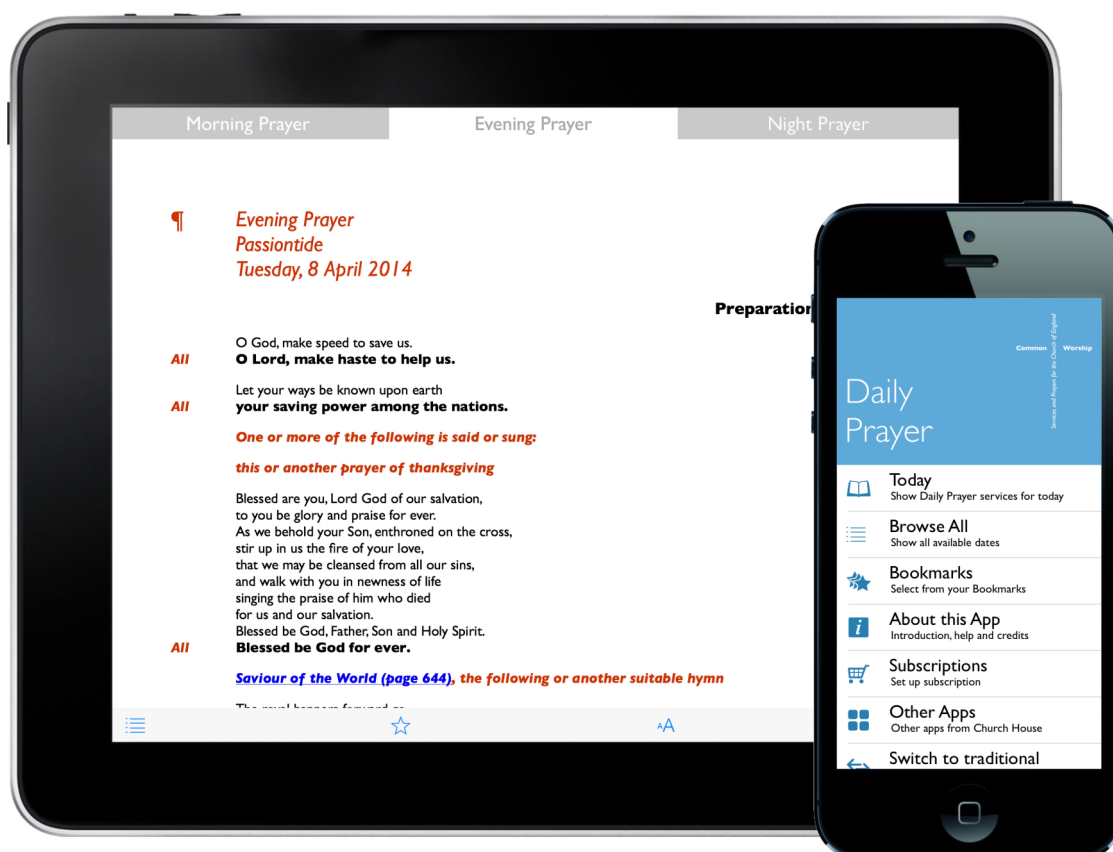 Morning Prayer
Evening Prayer
Night Prayer
¶ Evening Prayer
Passiontide
Tuesday, 8 April 2014
Preparation
O God, make speed to save us.
All O Lord, make haste to help us.
Let your ways be known upon earth
All your saving power among the nations.
One or more of the following is said or sung:
this or another prayer of thanksgiving
Blessed are you, Lord God of our salvation,
to you be glory and praise for ever.
As we behold your Son, enthroned on the cross,
stir up in us the fire of your love,
that we may be cleansed from all our sins,
and walk with you in newness of life
singing the praise of him who died
for us and our salvation.
Blessed be God, Father, Son and Holy Spirit.
All Blessed be God for ever.
Saviour of the World (page 644), the following or another suitable hymn
AA
Common Worship
Services and Prayers for the Church of England
Daily
Prayer
Today
Show Daily Prayer services for today
Browse All
Show all available dates
Bookmarks
Select from your Bookmarks
i
About this App
Introduction, help and credits
Subscriptions
Set up subscription
Other Apps
Other apps from Church House
Switch to traditional